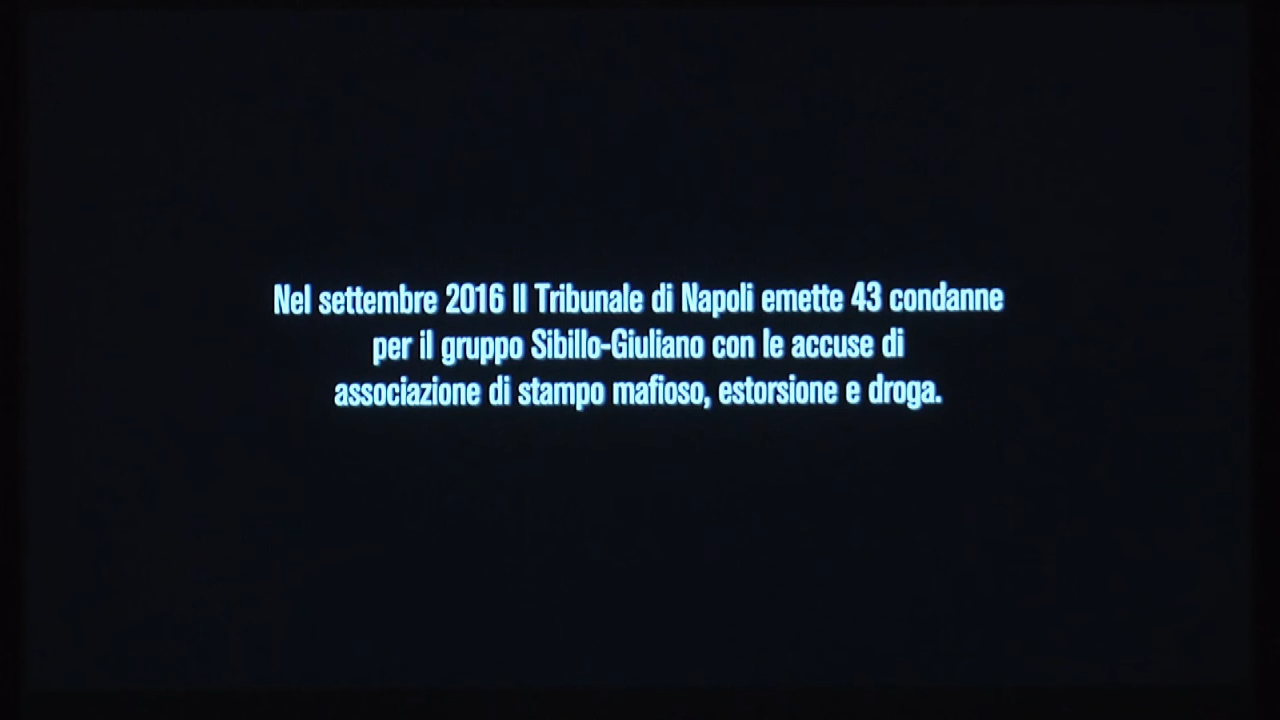 Nel settembre 2016 Il Tribunale di Napoli emette 43 condanne
per il gruppo Sibillo-Giuliano con le accuse di
associazione di stampo mafioso, estorsione e droga.